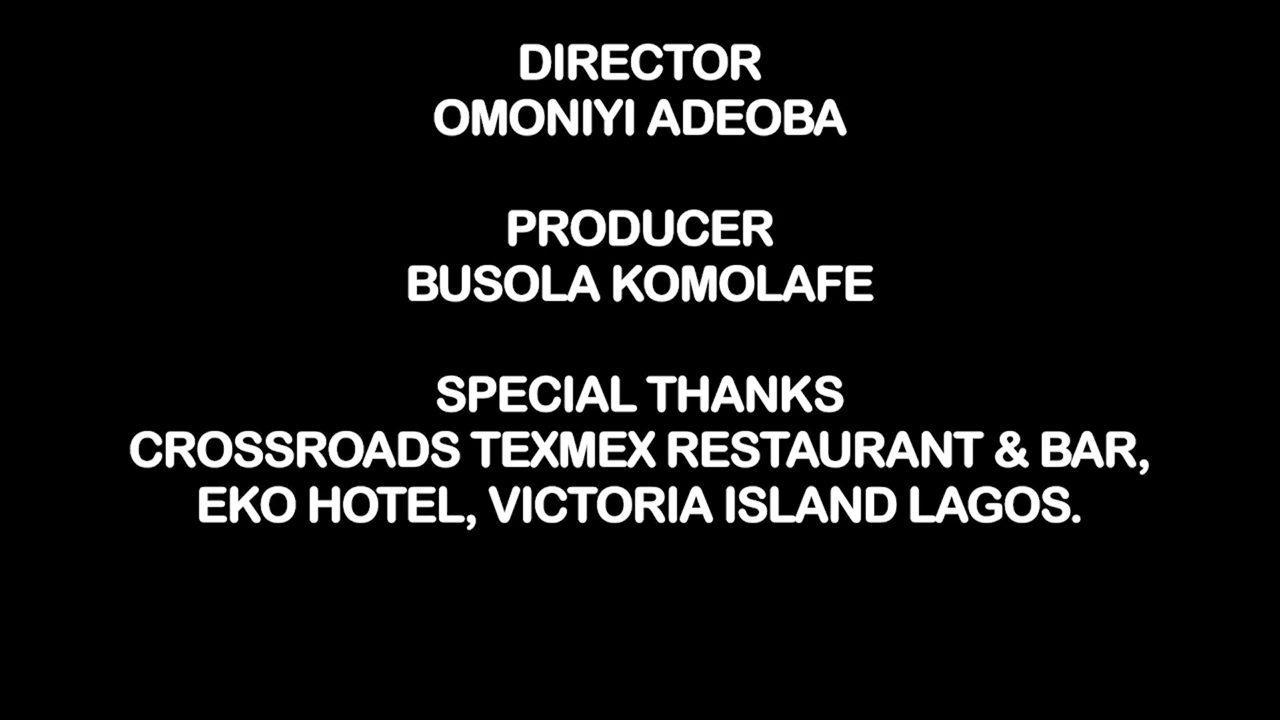 DIRECTOR
OMONIYI ADEOBA
PRODUCER
BUSOLA KOMOLAFE
SPECIAL THANKS
CROSSROADS TEXMEX RESTAURANT & BAR,
EKO HOTEL, VICTORIA ISLAND LAGOS.